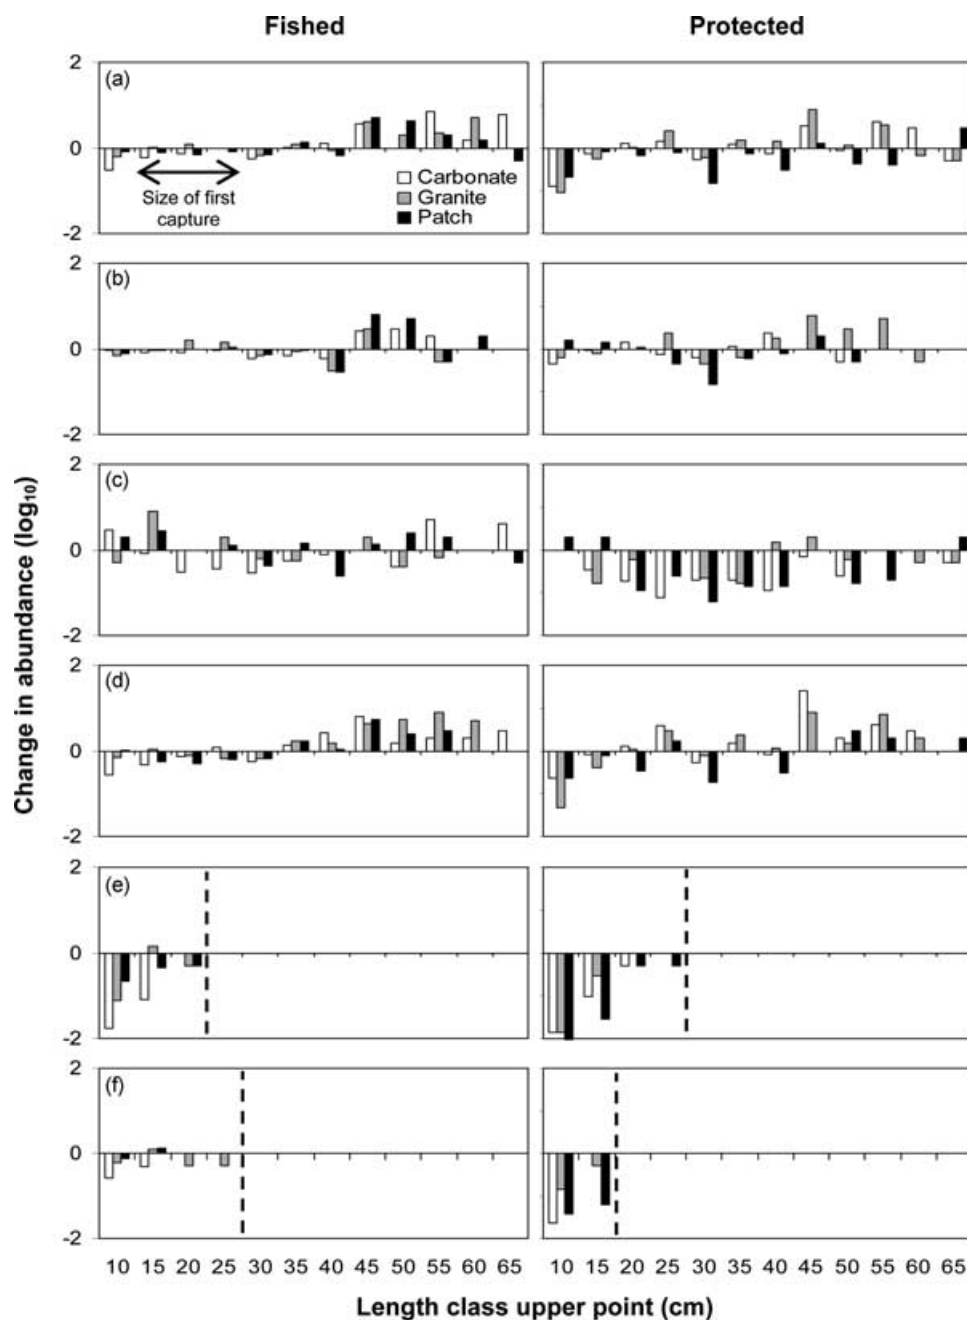 Fished
Protected
2
(a)
0
Size of first
capture
Carbonate
Granite
Patch
-2
2
(b)
0
-2
2
(c)
0
-2
2
(d)
0
-2
2
(e)
0
-2
2
(f)
0
-2
10 15 20 25 30 35 40 45 50 55 60 65
10 15 20 25 30 35 40 45 50 55 60 65
Change in abundance (log₁₀)
Length class upper point (cm)